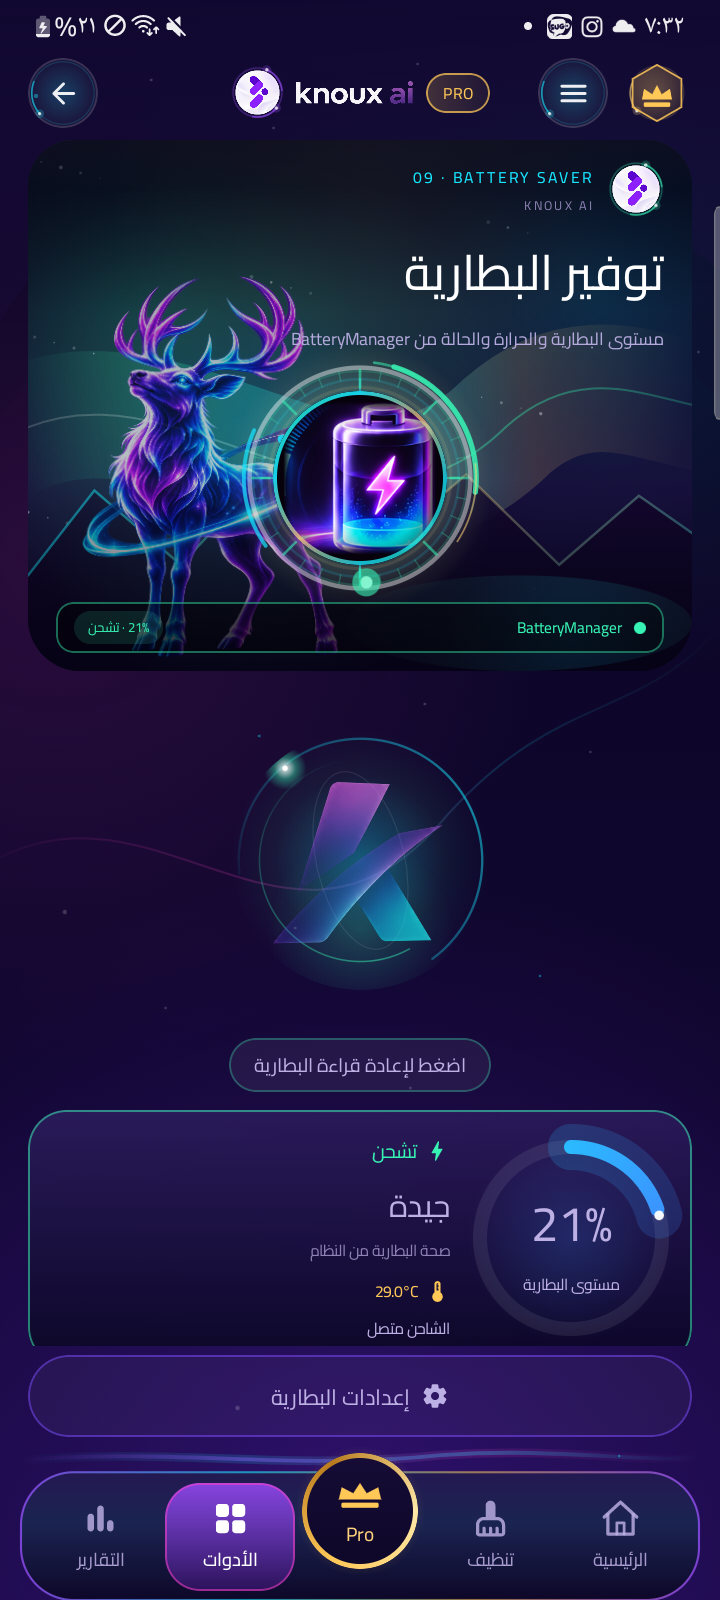 ٧:٣٢
%٢١
knoux ai
PRO
09 · BATTERY SAVER
KNOUX AI
توفير البطارية
مستوى البطارية والحرارة والحالة من BatteryManager
BatteryManager
21% · تشحن
اضغط لإعادة قراءة البطارية
21%
مستوى البطارية
تشحن
جيدة
صحة البطارية من النظام
29.0°C
الشاحن متصل
إعدادات البطارية
الرئيسية
تنظيف
Pro
الأدوات
التقارير